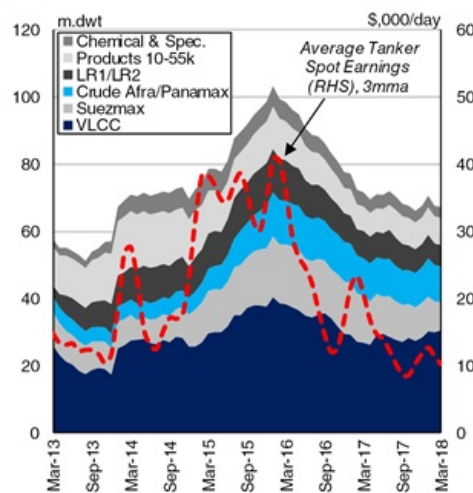 m.dwt
$,000/day
120
100
80
60
40
20
0
Chemical & Spec.
Products 10-55k
LR1/LR2
Crude Afra/Panamax
Suezmax
VLCC
Average Tanker
Spot Earnings
(RHS), 3mma
60
50
40
30
20
10
0
Mar-13
Sep-13
Mar-14
Sep-14
Mar-15
Sep-15
Mar-16
Sep-16
Mar-17
Sep-17
Mar-18